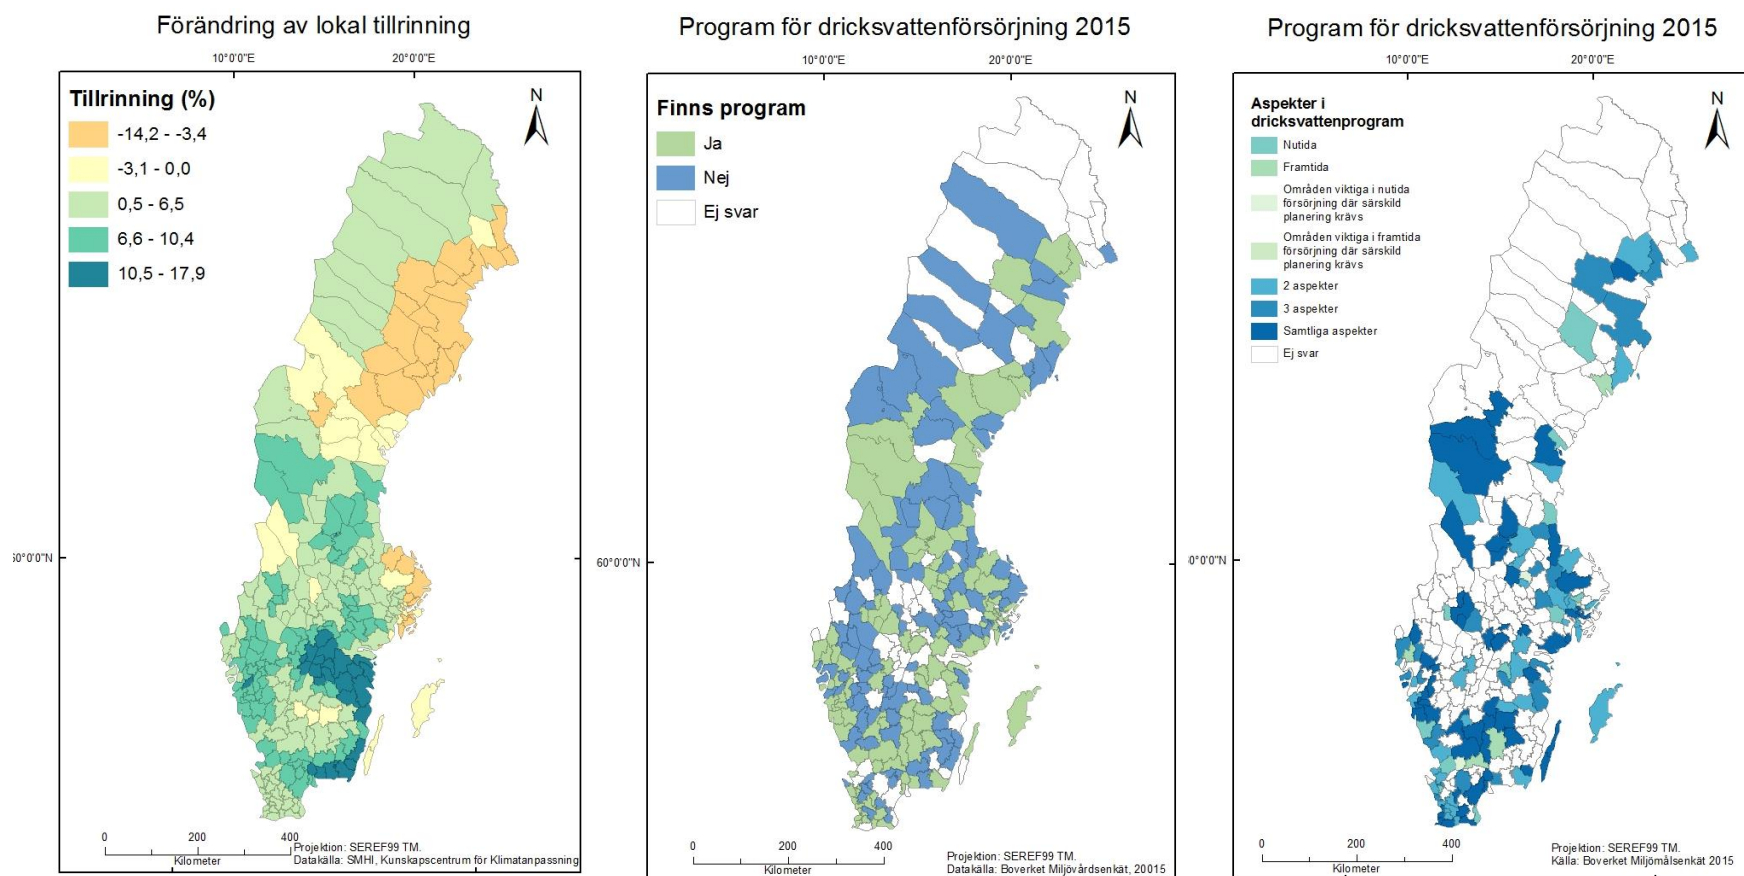 Förändring av lokal tillrinning
10°0'0"E
20°0'0"E
Tillrinning (%)
N
-14,2 - -3,4
-3,1 - 0,0
0,5 - 6,5
6,6 - 10,4
10,5 - 17,9
0°0'0"N
0
200
400
Kilometer
Projektion: SEREF99 TM.
Datakälla: SMHI, Kunskapscentrum för Klimatanpassning
Program för dricksvattenförsörjning 2015
10°0'0"E
20°0'0"E
Finns program
N
Ja
Nej
Ej svar
60°0'0"N
0
200
400
Kilometer
Projektion: SEREF99 TM.
Datakälla: Boverket Miljövårdsenkät, 20015
Program för dricksvattenförsörjning 2015
10°0'0"E
20°0'0"E
Aspekter i
dricksvattenprogram
N
Nutida
Framtida
Områden viktiga i nutida
försörjning där särskild
planering krävs
Områden viktiga i framtida
försörjning där särskild
planering krävs
2 aspekter
3 aspekter
Samtliga aspekter
Ej svar
0°0'0"N
0
200
400
Kilometer
Projektion: SEREF99 TM.
Källa: Boverket Miljömålsenkät 2015